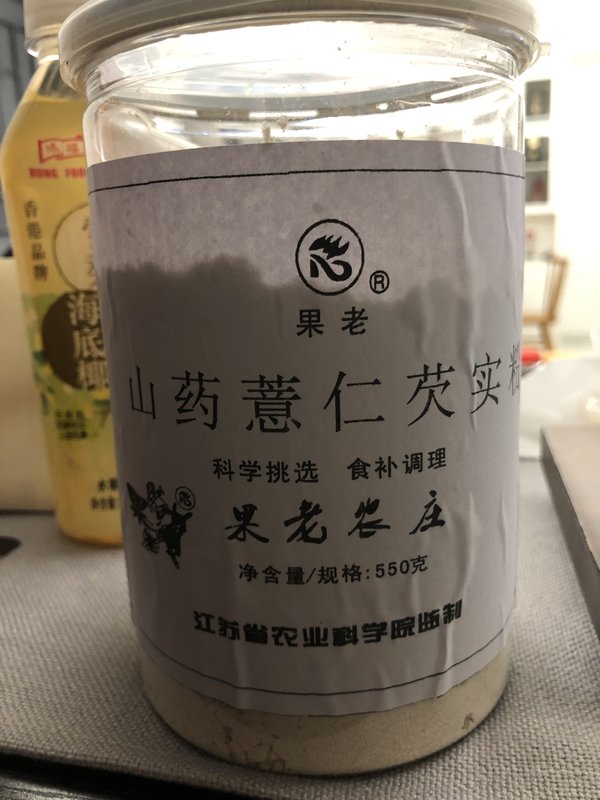 果老
®
山药薏仁芡实
科学挑选 食补调理
果老农庄
净含量/规格:550克
江苏省农业科学院监制
香港品牌
海底椰